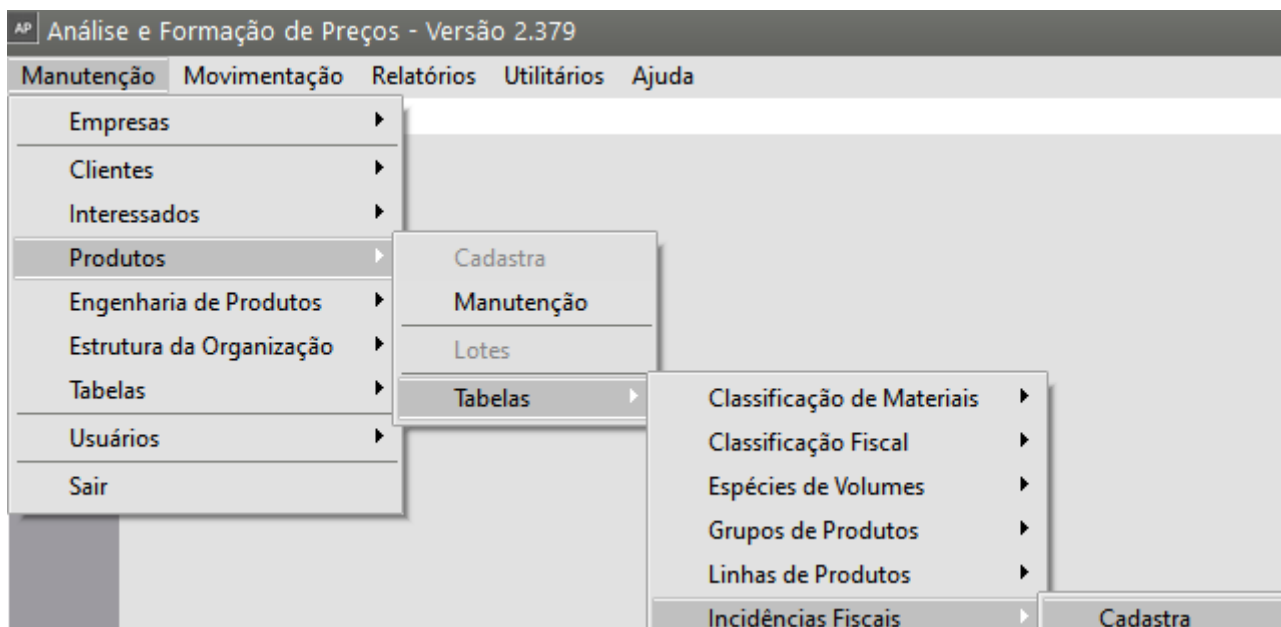 AP Análise e Formação de Preços - Versão 2.379
Manutenção Movimentação Relatórios Utilitários Ajuda
Empresas
Clientes
Interessados
Produtos
Engenharia de Produtos
Estrutura da Organização
Tabelas
Usuários
Sair
Cadastra
Manutenção
Lotes
Tabelas
Classificação de Materiais
Classificação Fiscal
Espécies de Volumes
Grupos de Produtos
Linhas de Produtos
Incidências Fiscais
Cadastra